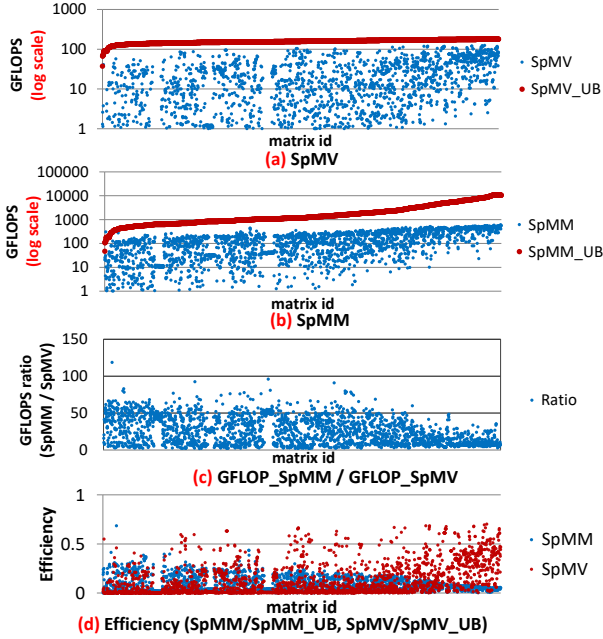 1000
100
10
1
GFLOPS
(log scale)
SpMV
SpMV_UB
matrix id
(a) SpMV
100000
10000
1000
100
10
1
GFLOPS
(log scale)
SpMM
SpMM_UB
matrix id
(b) SpMM
150
100
50
0
GFLOPS ratio
(SpMM / SpMV)
Ratio
matrix id
(c) GFLOP_SpMM / GFLOP_SpMV
1
0.5
0
Efficiency
SpMM
SpMV
matrix id
(d) Efficiency (SpMM/SpMM_UB, SpMV/SpMV_UB)